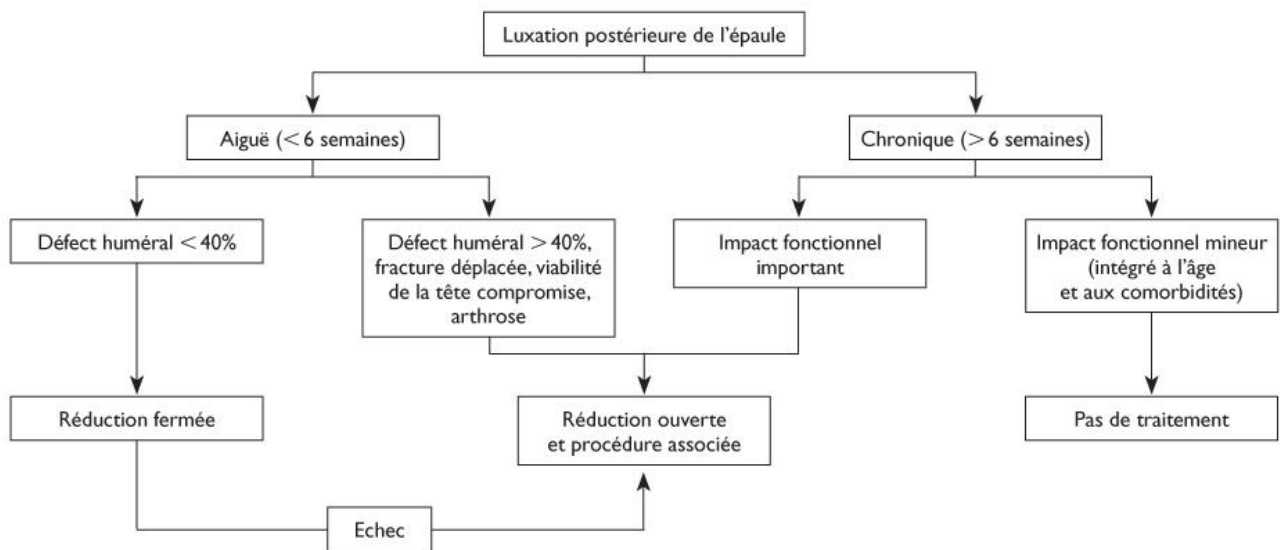 Luxation postérieure de l'épaule
Aiguë (< 6 semaines)
Chronique (> 6 semaines)
Défect huméral < 40%
Défect huméral > 40%,
fracture déplacée, viabilité
de la tête compromise,
arthrose
Impact fonctionnel
important
Impact fonctionnel mineur
(intégré à l'âge
et aux comorbidités)
Réduction fermée
Réduction ouverte
et procédure associée
Pas de traitement
Echec